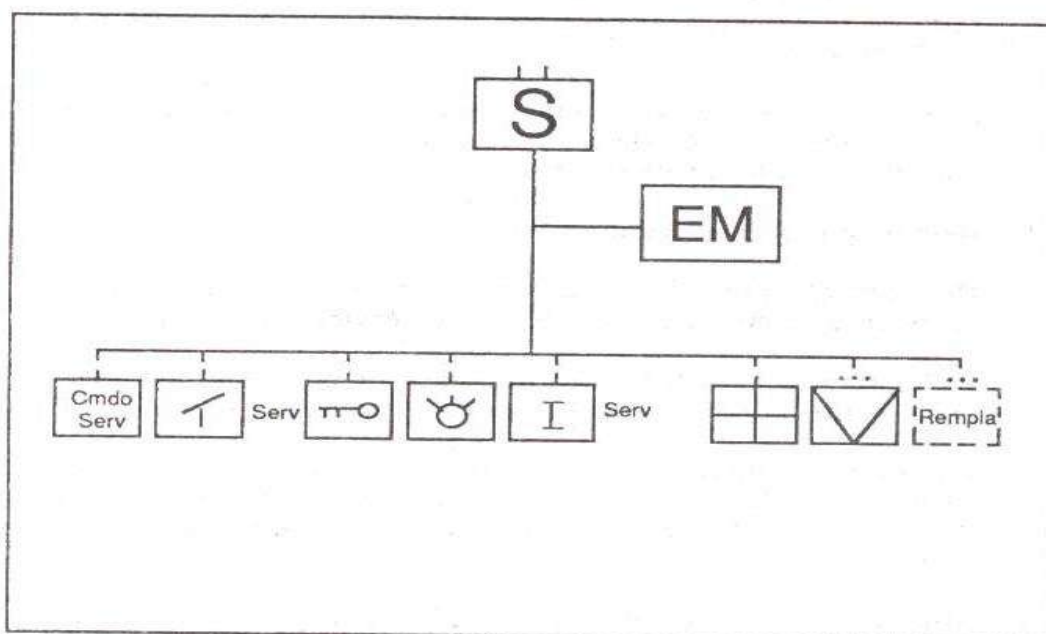 S
EM
Cmdo
Serv
Serv
I
Serv
Rempla